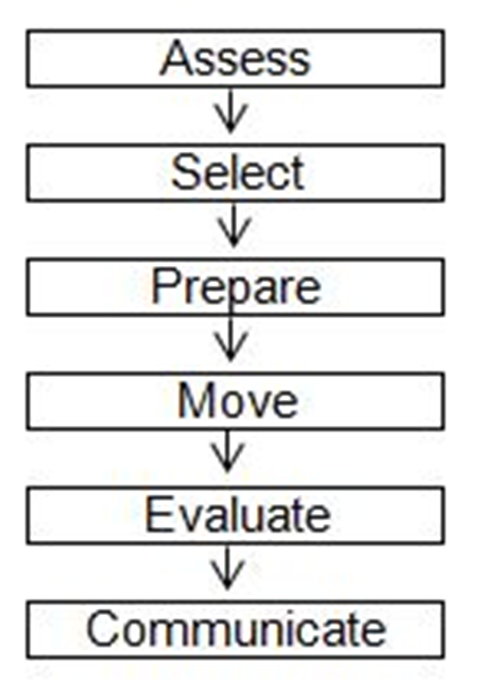 Assess
Select
Prepare
Move
Evaluate
Communicate